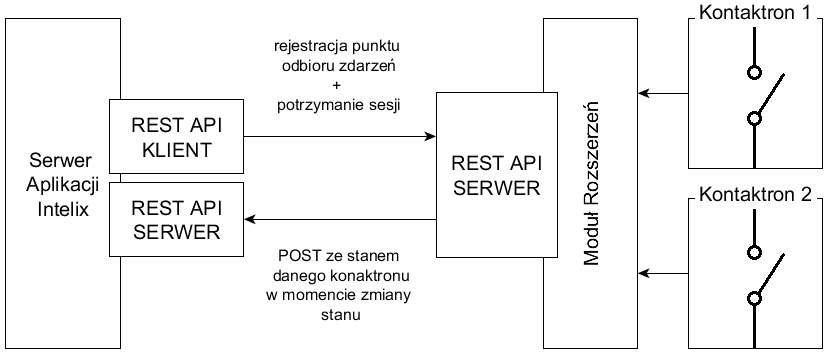 Serwer
Aplikacji
Intelix
REST API
KLIENT
REST API
SERWER
rejestracja punktu
odbioru zdarzeń
+
potrzymanie sesji
POST ze stanem
danego konaktronu
w momencie zmiany
stanu
REST API
SERWER
Moduł Rozszerzeń
Kontaktron 1
Kontaktron 2